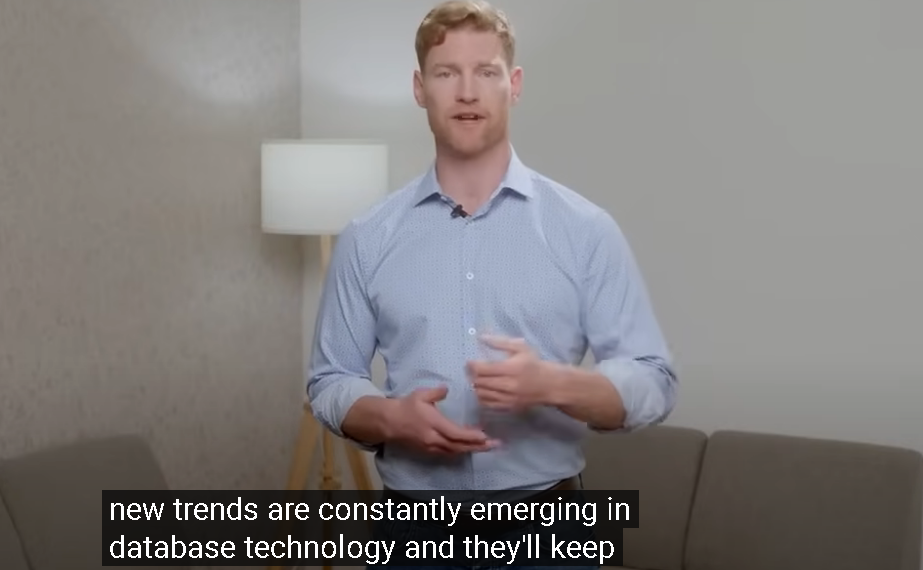 new trends are constantly emerging in
database technology and they'll keep